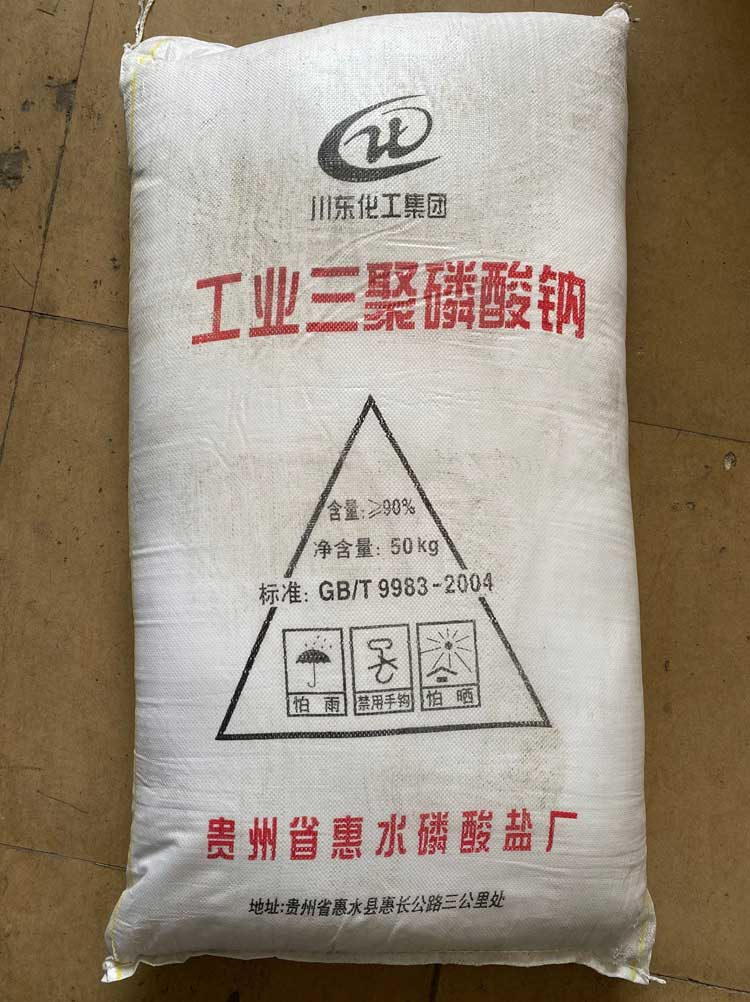 川东化工集团
工业三聚磷酸钠
含量:≥90%
净含量: 50kg
标准: GB/T 9983-2004
怕 雨 禁用手钩 怕 晒
贵州省惠水磷酸盐厂
地址:贵州省惠水县惠长公路三公里处